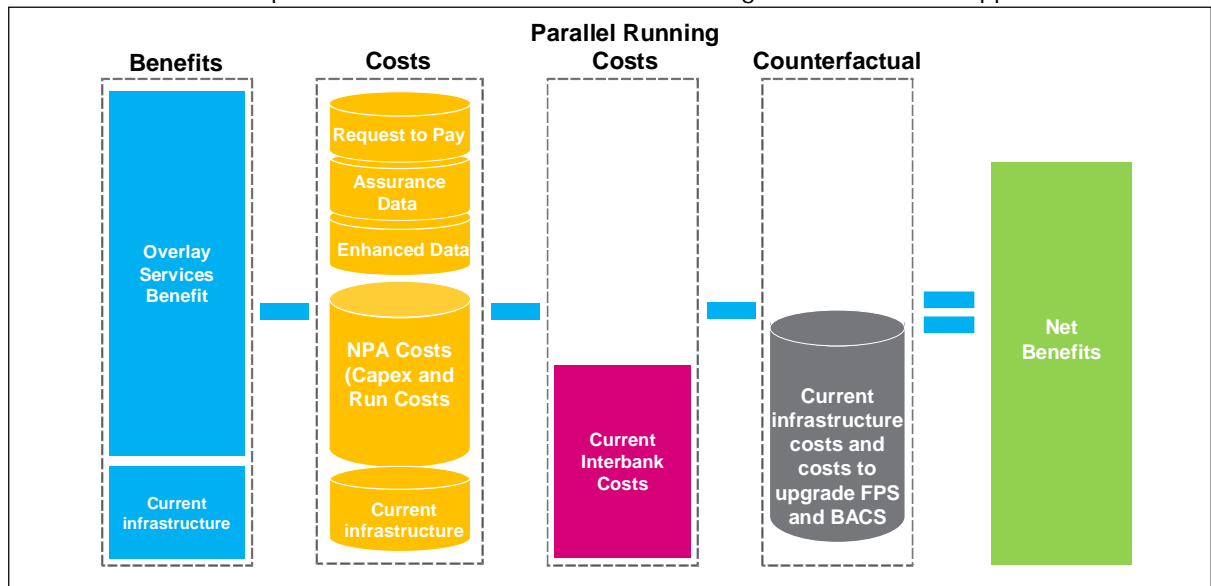 Parallel Running
Benefits
Costs
Costs
Counterfactual
Overlay
Services
Benefit
Current
infrastructure
Request to Pay
Assurance
Data
Enhanced Data
NPA Costs
(Capex and
Run Costs
Current
infrastructure
Current
Interbank
Costs
Current
infrastructure
costs and
costs to
upgrade FPS
and BACS
Net
Benefits